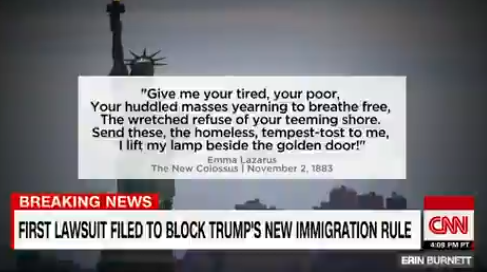 "Give me your tired, your poor,
Your huddled masses yearning to breathe free,
The wretched refuse of your teeming shore.
Send these, the homeless, tempest-tost to me,
I lift my lamp beside the golden door!"
Emma Lazarus
The New Colossus | November 2, 1883
BREAKING NEWS
FIRST LAWSUIT FILED TO BLOCK TRUMP'S NEW IMMIGRATION RULE
CNN
4:09 PM PT
ERIN BURNETT